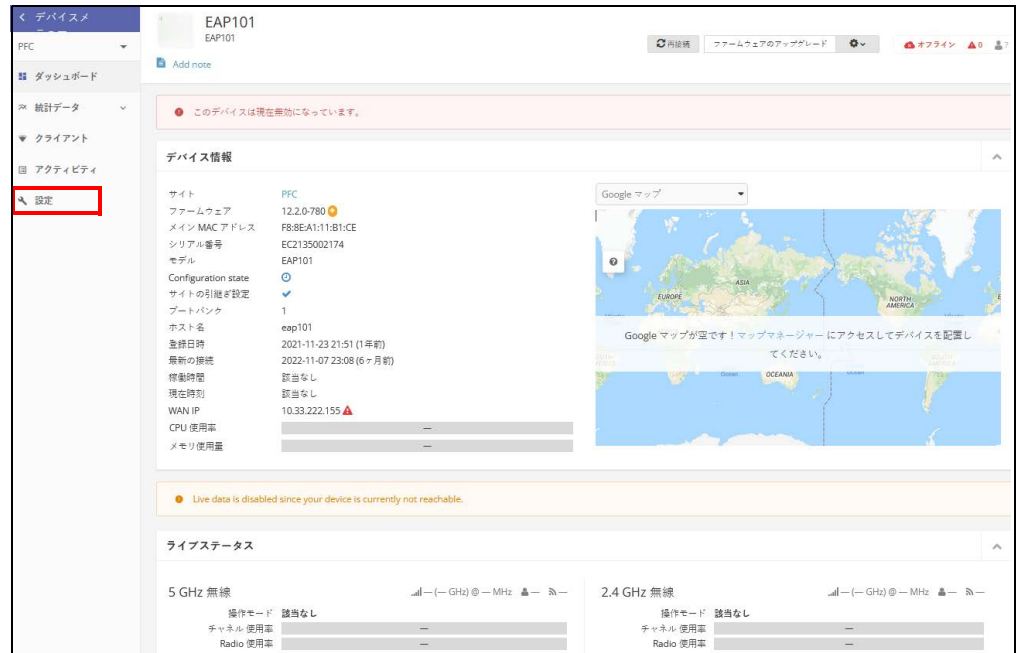 デバイスメ
PFC
ダッシュボード
統計データ
クライアント
アクティビティ
設定
EAP101
EAP101
Add note
再接続
ファームウェアのアップグレード
オフライン
0
?
このデバイスは現在無効になっています。
デバイス情報
サイト PFC
ファームウェア 12.2.0-780
メイン MAC アドレス F8:8E:A1:11:B1:CE
シリアル番号 EC2135002174
モデル EAP101
Configuration state
サイトの引継ぎ設定
ブートバンク 1
ホスト名 eap101
登録日時 2021-11-23 21:51 (1年前)
最新の接続 2022-11-07 23:08 (6ヶ月前)
稼働時間 該当なし
現在時刻 該当なし
WAN IP 10.33.222.155
CPU 使用率 —
メモリ使用量 —
Google マップ
ASIA
EUROPE
NORTH AMERICA
Google マップが空です！マップマネージャー にアクセスしてデバイスを配置し
てください。
Ocean
OCEANIA
Live data is disabled since your device is currently not reachable.
ライブステータス
5 GHz 無線 — (— GHz) @ — MHz — —
操作モード 該当なし
チャネル 使用率 —
Radio 使用率 —
2.4 GHz 無線 — (— GHz) @ — MHz — —
操作モード 該当なし
チャネル 使用率 —
Radio 使用率 —